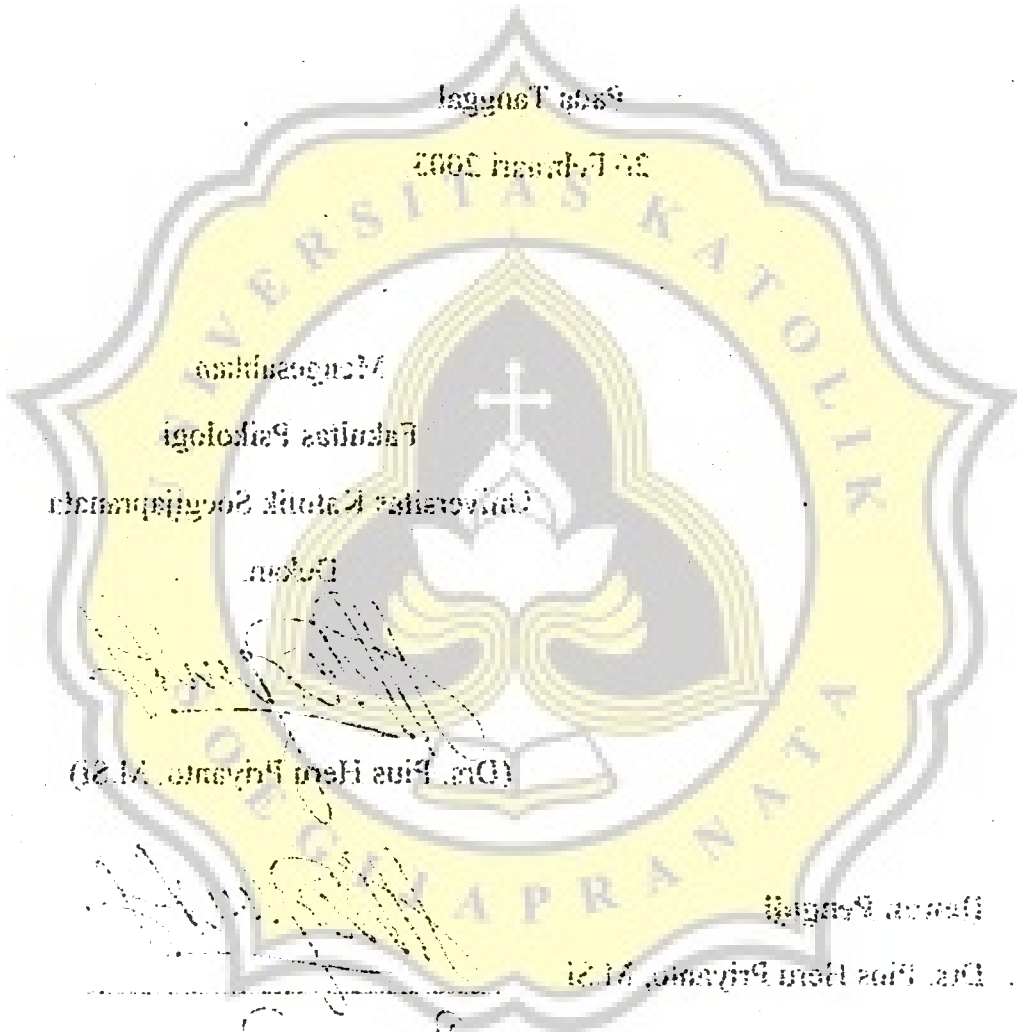 Pada Tanggal
Februari 2003
Mengesahkan
Fakultas Psikologi
Universitas Katolik Soegijapranata
Dekan
(Drs. Pius Heru Priyanto, M.Si)
Dewan Penguji
Drs. Pius Heru Priyanto, M.Si
UNIVERSITAS KATOLIK
SOEGIJAPRANATA